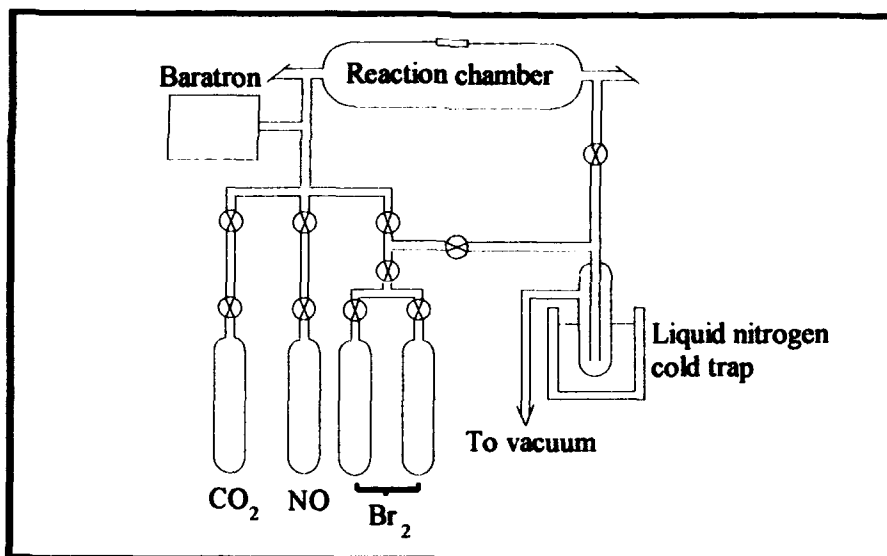 Baratron
Reaction chamber
Liquid nitrogen
cold trap
To vacuum
CO₂
NO
Br₂